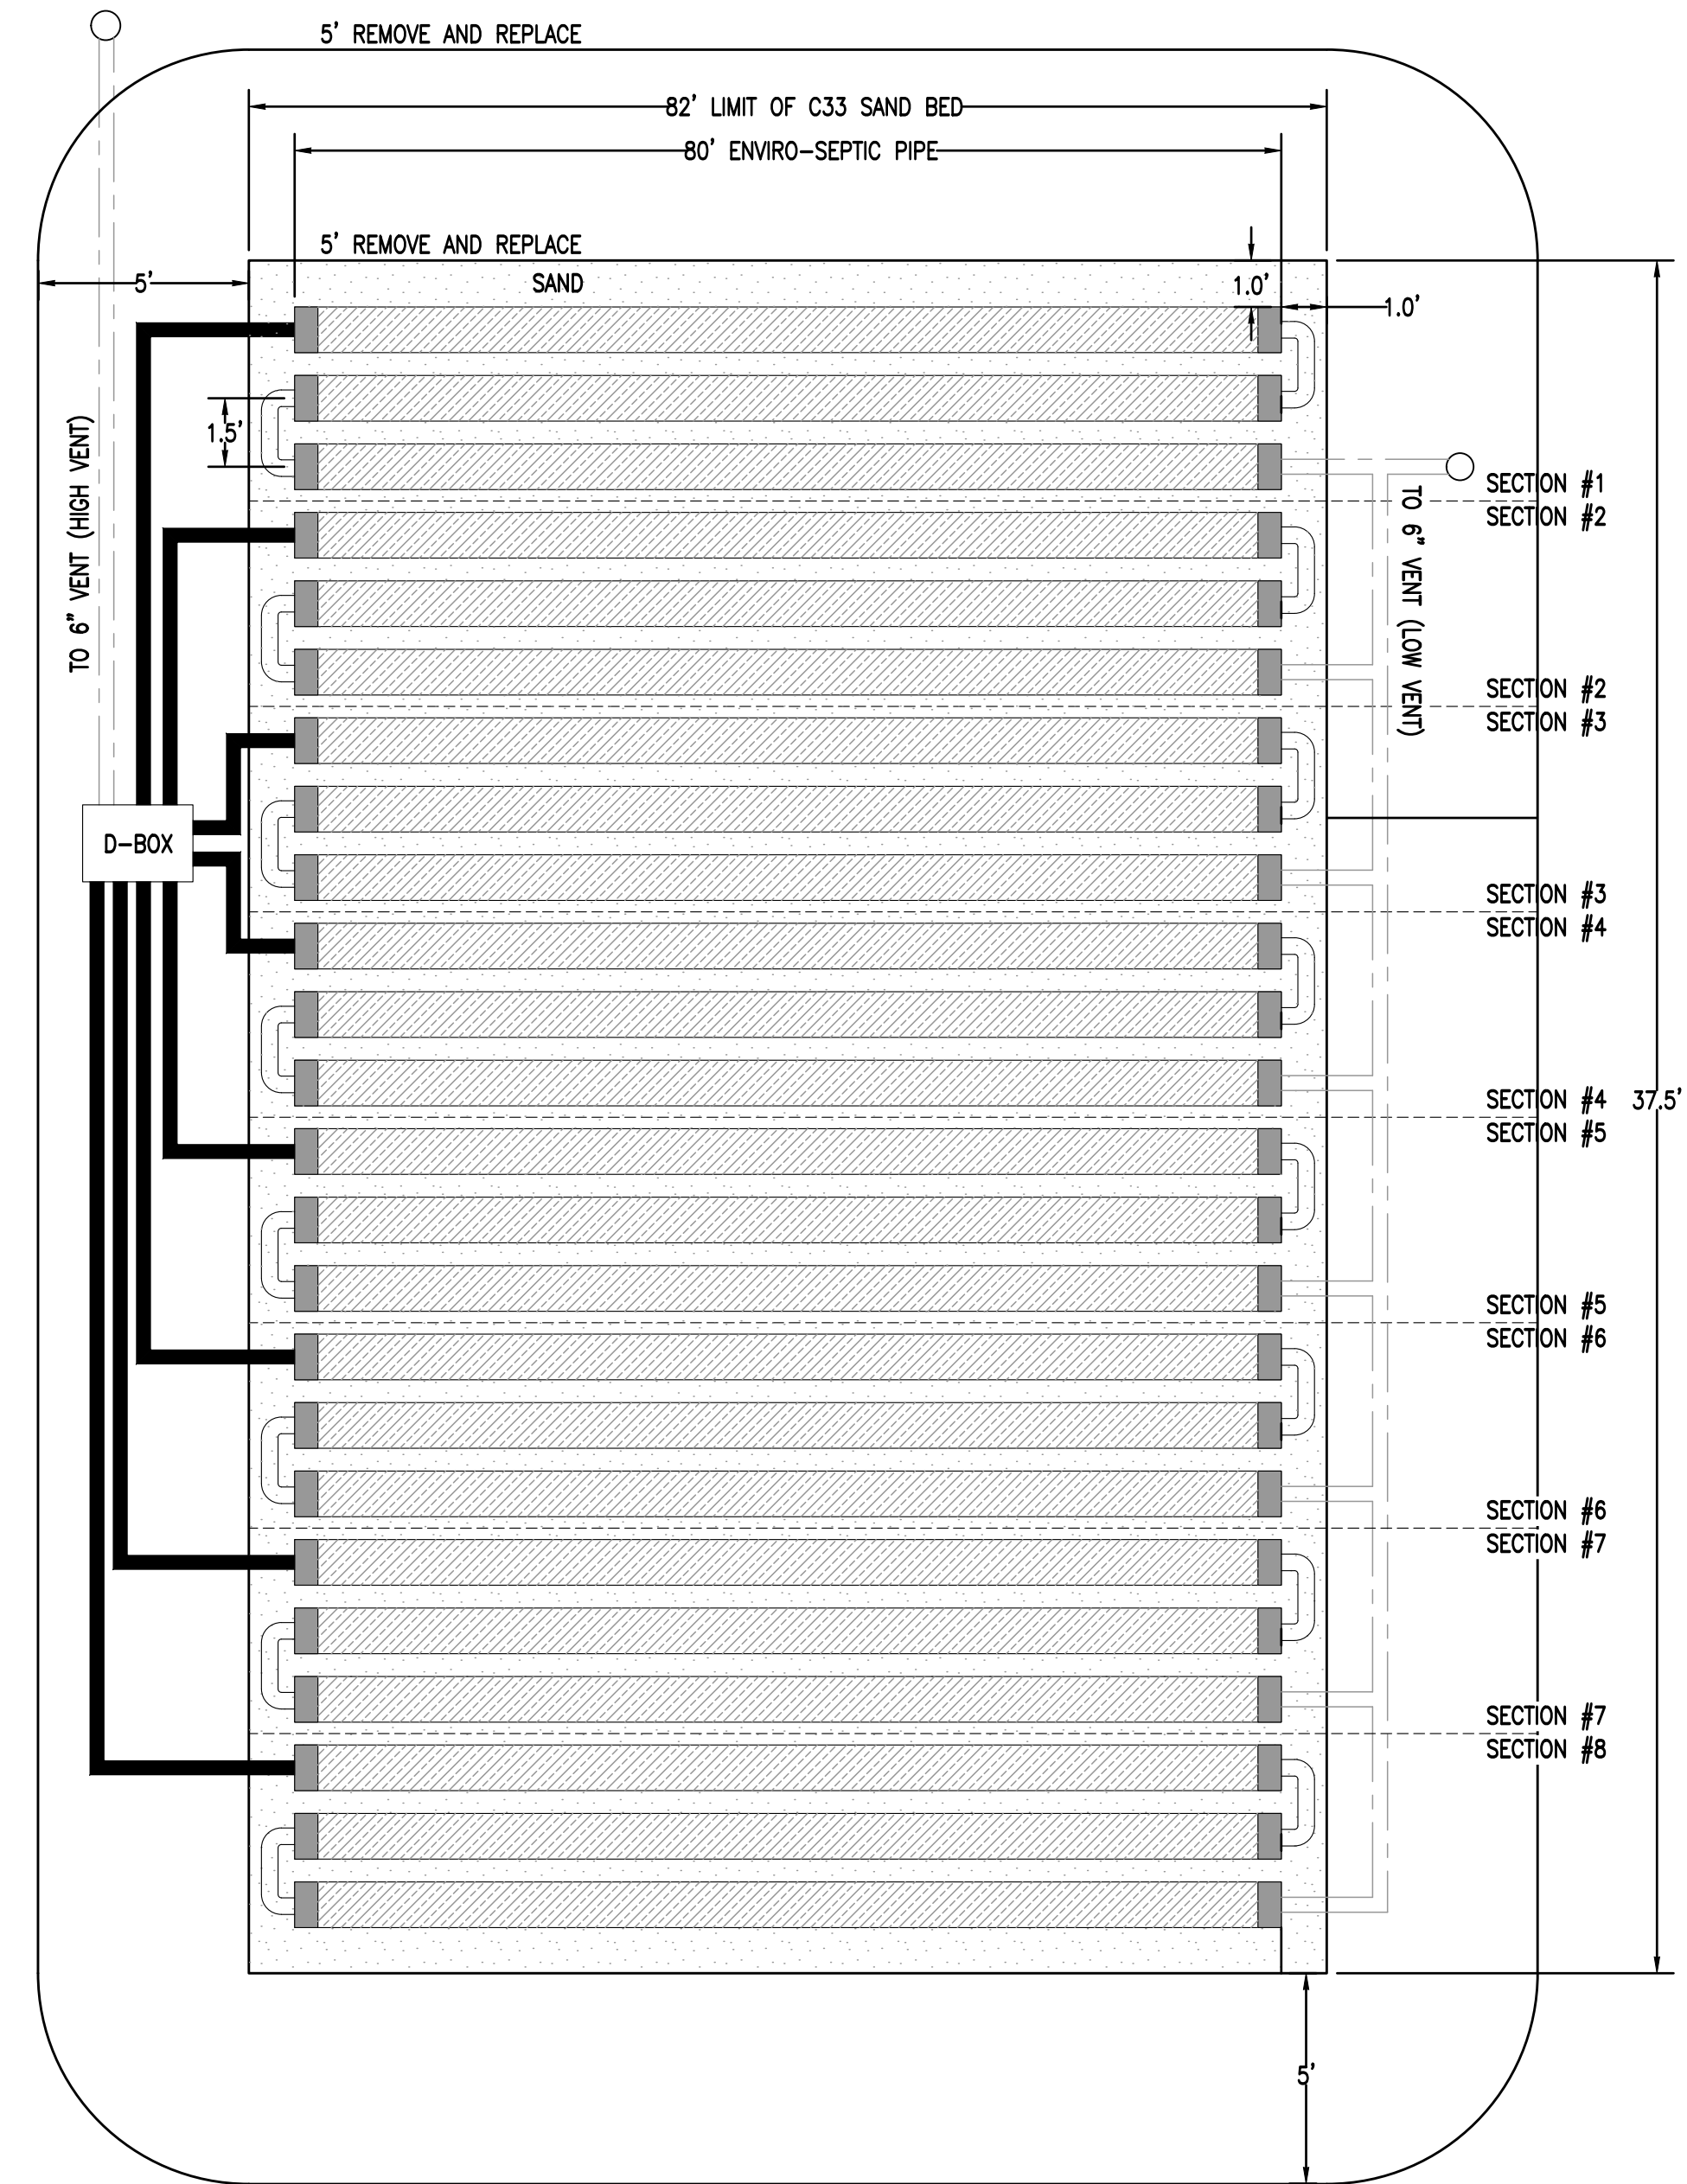 5' REMOVE AND REPLACE
82' LIMIT OF C33 SAND BED
80' ENVIRO-SEPTIC PIPE
5' REMOVE AND REPLACE
5'
SAND
1.0'
1.0'
1.5'
TO 6" VENT (HIGH VENT)
TO 6" VENT (LOW VENT)
SECTION #1
SECTION #2
SECTION #2
SECTION #3
D-BOX
SECTION #3
SECTION #4
SECTION #4
37.5'
SECTION #5
SECTION #5
SECTION #6
SECTION #6
SECTION #7
SECTION #7
SECTION #8
5'